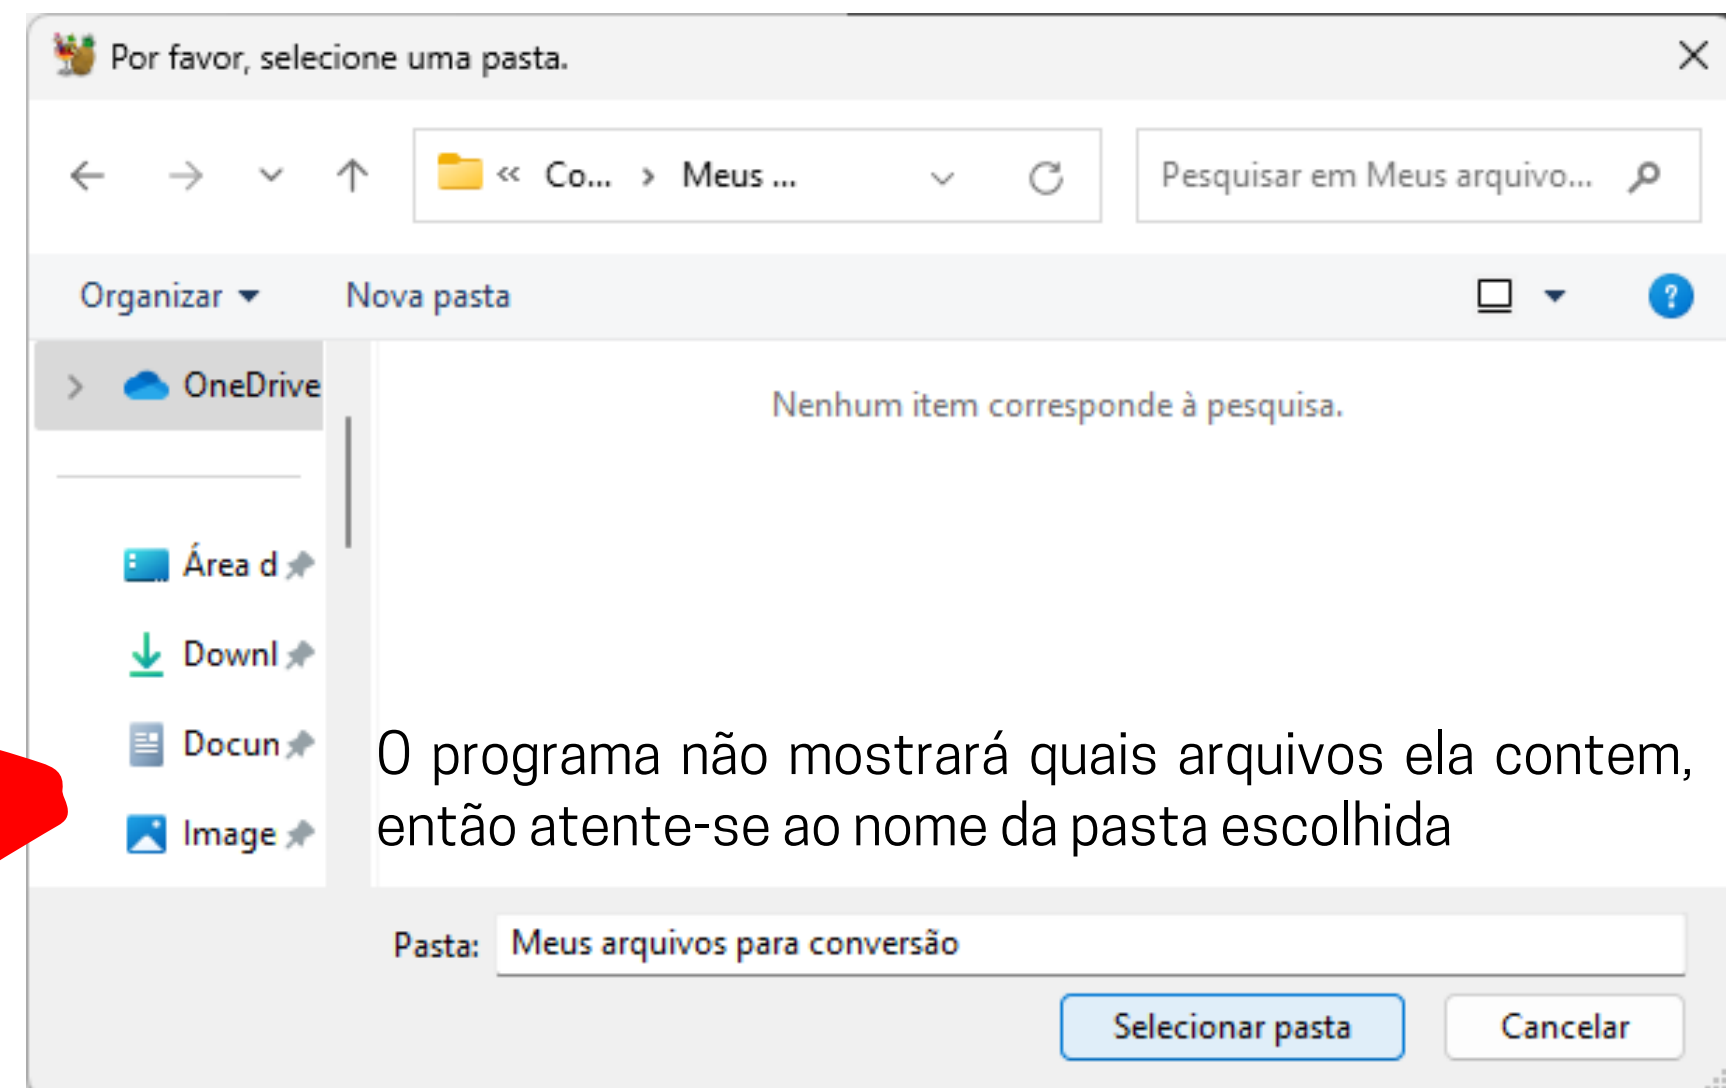 Por favor, selecione uma pasta.
« Co... › Meus ...
Pesquisar em Meus arquivo...
Organizar
Nova pasta
?
OneDrive
Nenhum item corresponde à pesquisa.
Área d
Downl
Docun
Image
O programa não mostrará quais arquivos ela contem,
então atente-se ao nome da pasta escolhida
Pasta: Meus arquivos para conversão
Selecionar pasta
Cancelar